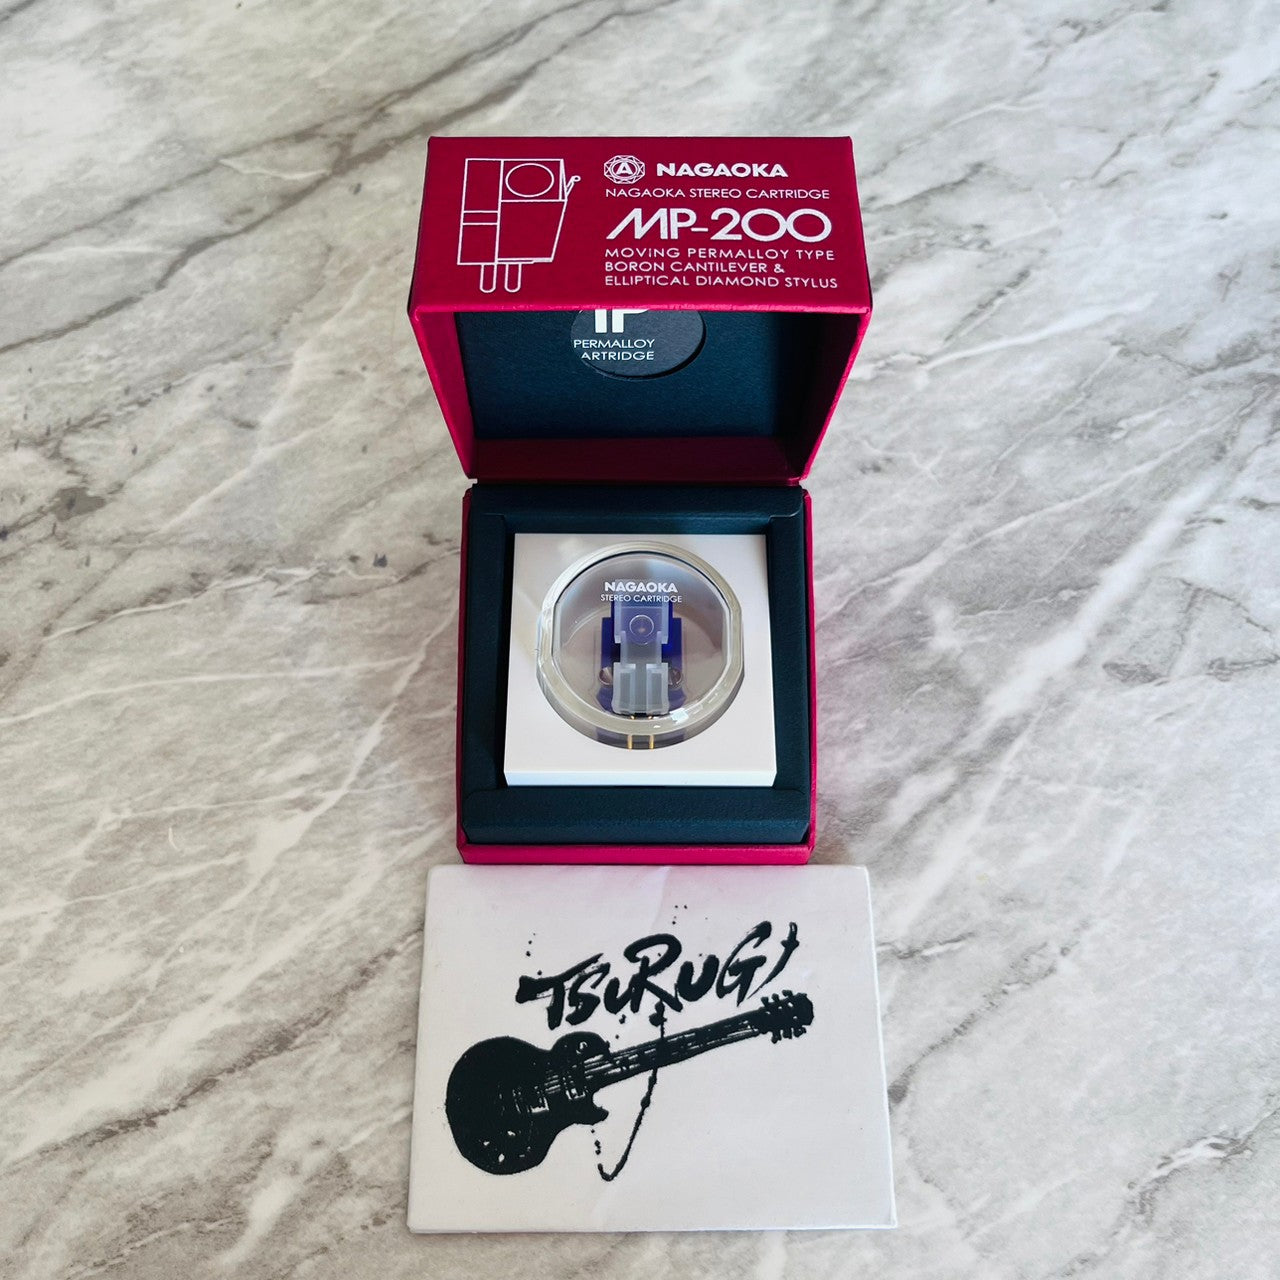 NAGAOKA
NAGAOKA STEREO CARTRIDGE
MP-200
MOVING PERMALLOY TYPE
BORON CANTILEVER &
ELLIPTICAL DIAMOND STYLUS
PERMALLOY
ARTRIDGE
NAGAOKA
STEREO CARTRIDGE
TSURUGI